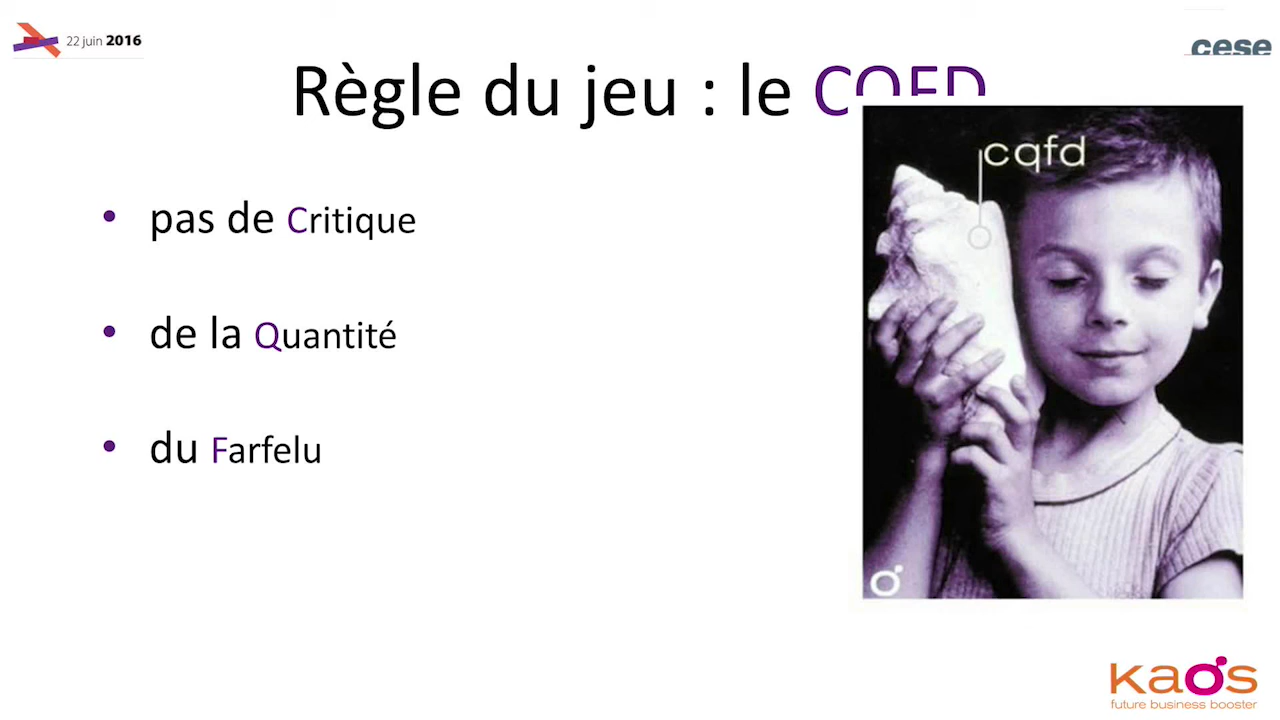 22 juin 2016
cese
Règle du jeu : le CQFD
cqfd
• pas de Critique
• de la Quantité
• du Farfelu
kaos
future business booster